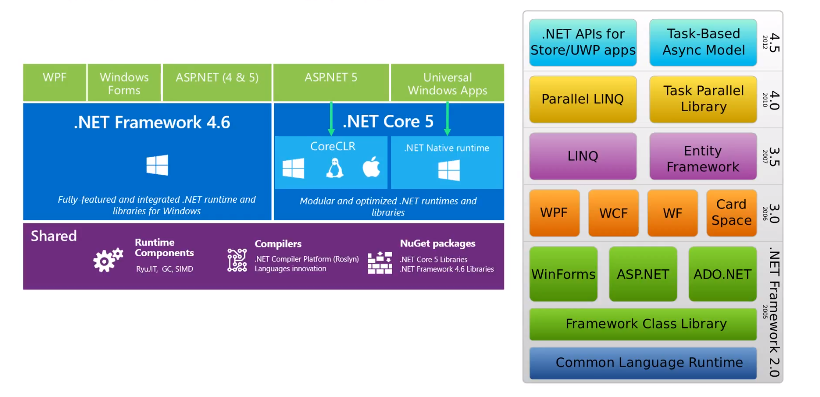 WPF
Windows
Forms
ASP.NET (4 & 5)
ASP.NET 5
Universal
Windows Apps
.NET Framework 4.6
Fully-featured and integrated .NET runtime and
libraries for Windows
.NET Core 5
CoreCLR
.NET Native runtime
Modular and optimized .NET runtimes and
libraries
Shared
Runtime
Components
RyuJIT, GC, SIMD
Compilers
.NET Compiler Platform (Roslyn)
Languages innovation
NuGet packages
.NET Core 5 Libraries
.NET Framework 4.6 Libraries
.NET APIs for
Store/UWP apps
Task-Based
Async Model
4.5
2012
Parallel LINQ
Task Parallel
Library
4.0
2010
LINQ
Entity
Framework
3.5
2007
WPF
WCF
WF
Card
Space
3.0
2006
WinForms
ASP.NET
ADO.NET
Framework Class Library
Common Language Runtime
.NET Framework 2.0
2005